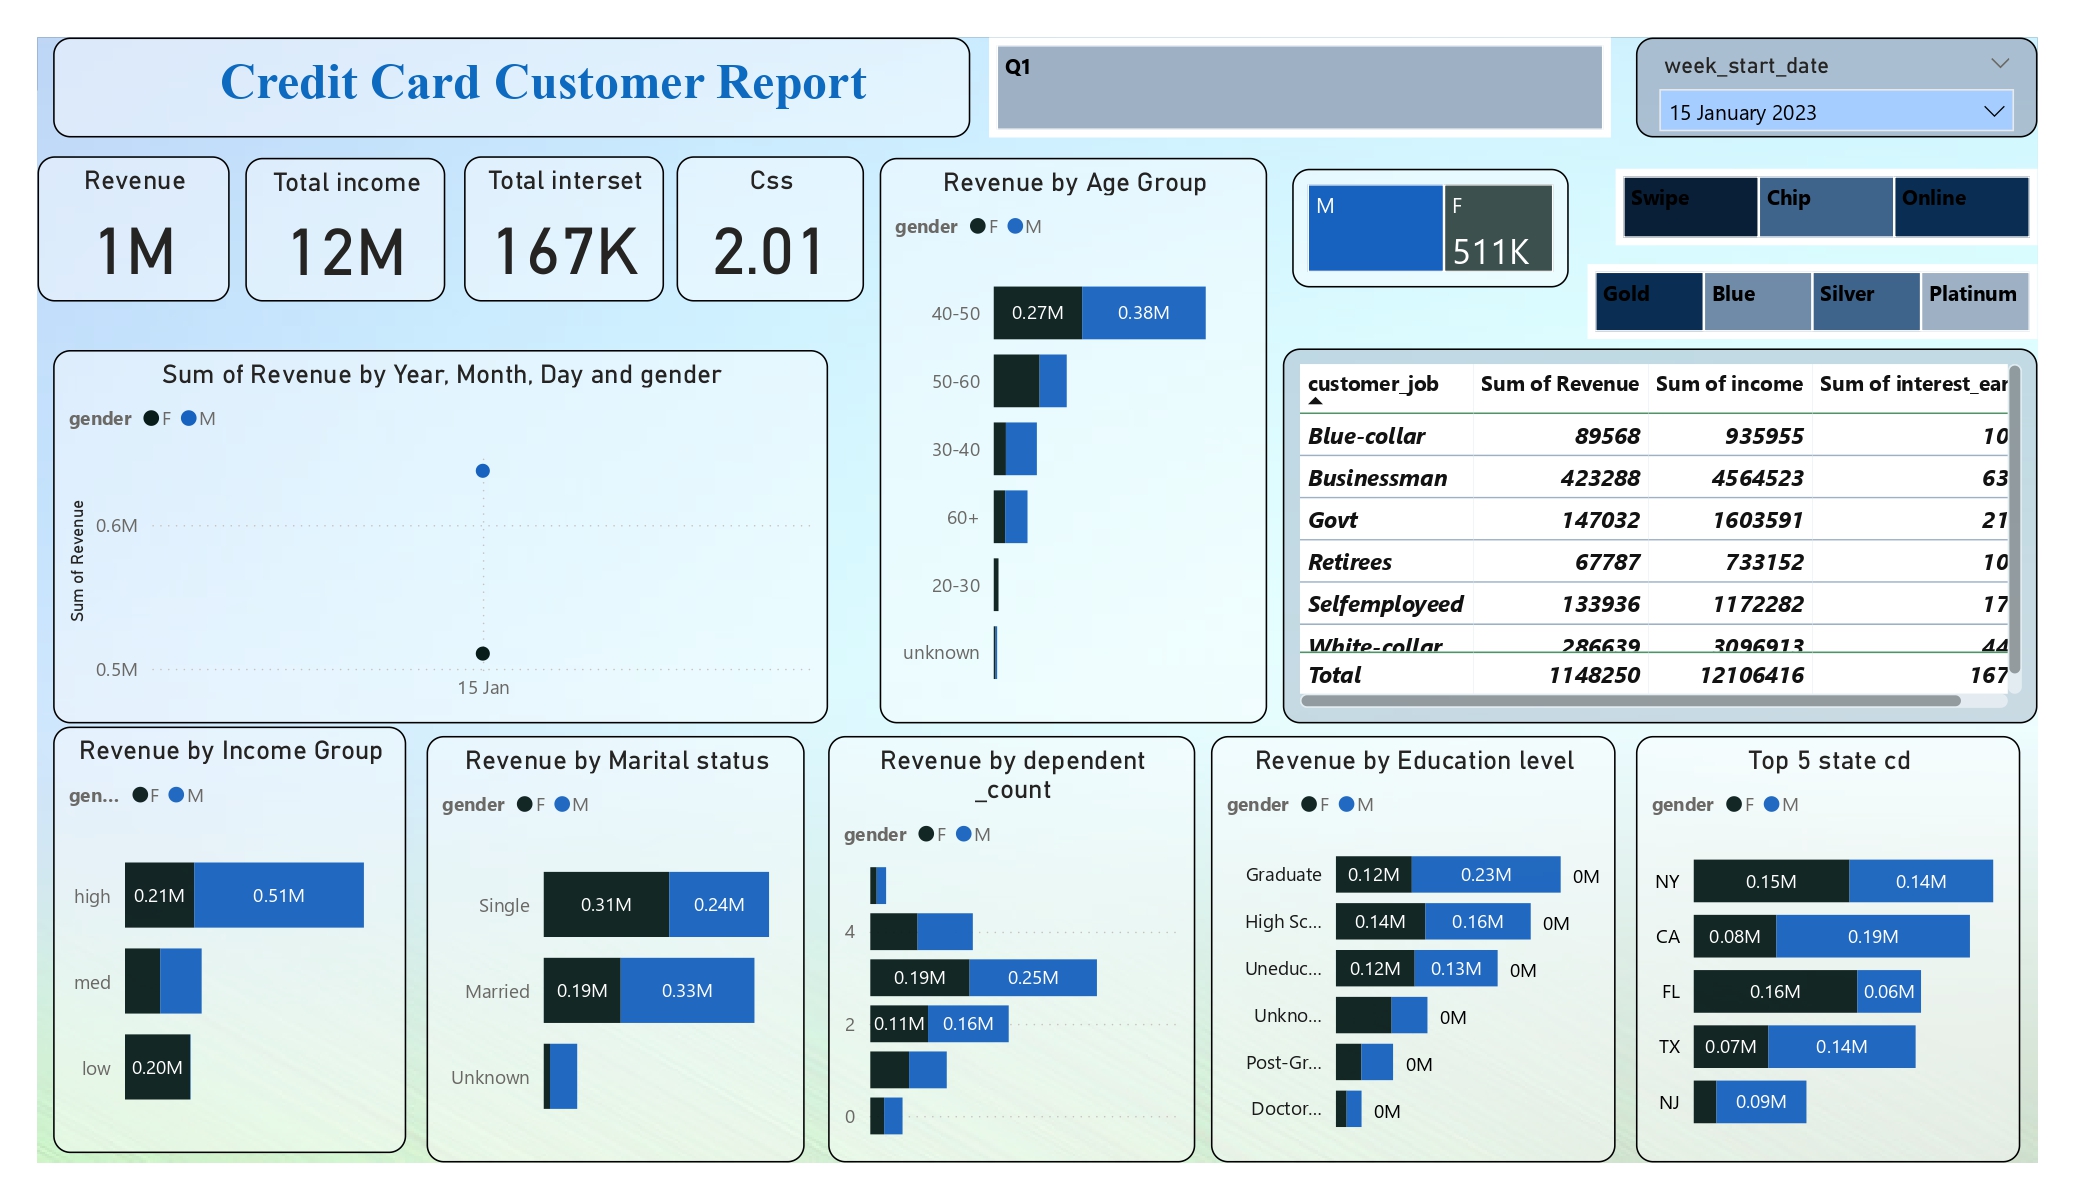 Credit Card Customer Report
Q1
week_start_date
15 January 2023
Revenue
1M
Total income
12M
Total interset
167K
Css
2.01
Revenue by Age Group
gender F M
40-50 0.27M 0.38M
50-60
30-40
60+
20-30
unknown
M
F
511K
Swipe Chip Online
Gold Blue Silver Platinum
Sum of Revenue by Year, Month, Day and gender
gender F M
Sum of Revenue
0.6M
0.5M
15 Jan
customer_job Sum of Revenue Sum of income Sum of interest_ear
Blue-collar 89568 935955 10
Businessman 423288 4564523 63
Govt 147032 1603591 21
Retirees 67787 733152 10
Selfemployeed 133936 1172282 17
White-collar 286639 3096913 44
Total 1148250 12106416 167
Revenue by Income Group
gen... F M
high 0.21M 0.51M
med
low 0.20M
Revenue by Marital status
gender F M
Single 0.31M 0.24M
Married 0.19M 0.33M
Unknown
Revenue by dependent
_count
gender F M
4
0.19M 0.25M
2 0.11M 0.16M
0
Revenue by Education level
gender F M
Graduate 0.12M 0.23M 0M
High Sc... 0.14M 0.16M 0M
Uneduc... 0.12M 0.13M 0M
Unkno... 0M
Post-Gr... 0M
Doctor... 0M
Top 5 state cd
gender F M
NY 0.15M 0.14M
CA 0.08M 0.19M
FL 0.16M 0.06M
TX 0.07M 0.14M
NJ 0.09M